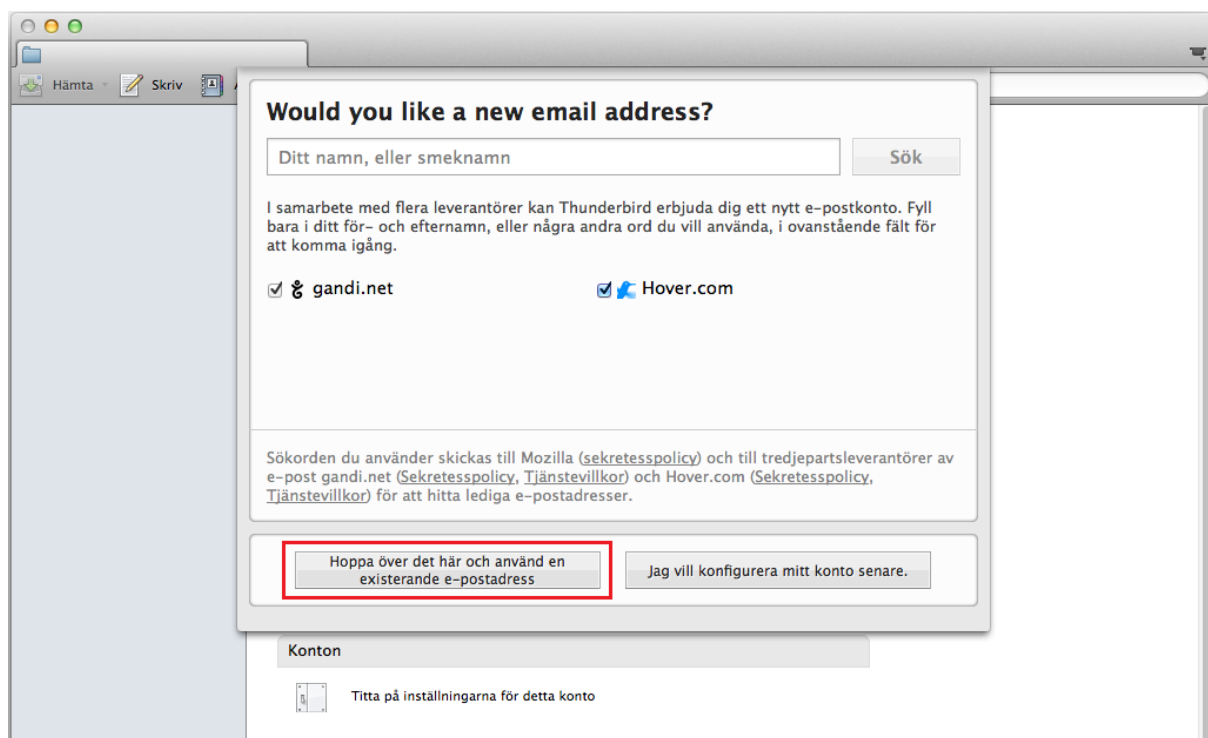 Hämta
Skriv
Would you like a new email address?
Ditt namn, eller smeknamn
Sök
I samarbete med flera leverantörer kan Thunderbird erbjuda dig ett nytt e-postkonto. Fyll
bara i ditt för- och efternamn, eller några andra ord du vill använda, i ovanstående fält för
att komma igång.
gandi.net
Hover.com
Sökorden du använder skickas till Mozilla (sekretesspolicy) och till tredjepartsleverantörer av
e-post gandi.net (Sekretesspolicy, Tjänstevillkor) och Hover.com (Sekretesspolicy,
Tjänstevillkor) för att hitta lediga e-postadresser.
Hoppa över det här och använd en
existerande e-postadress
Jag vill konfigurera mitt konto senare.
Konton
Titta på inställningarna för detta konto